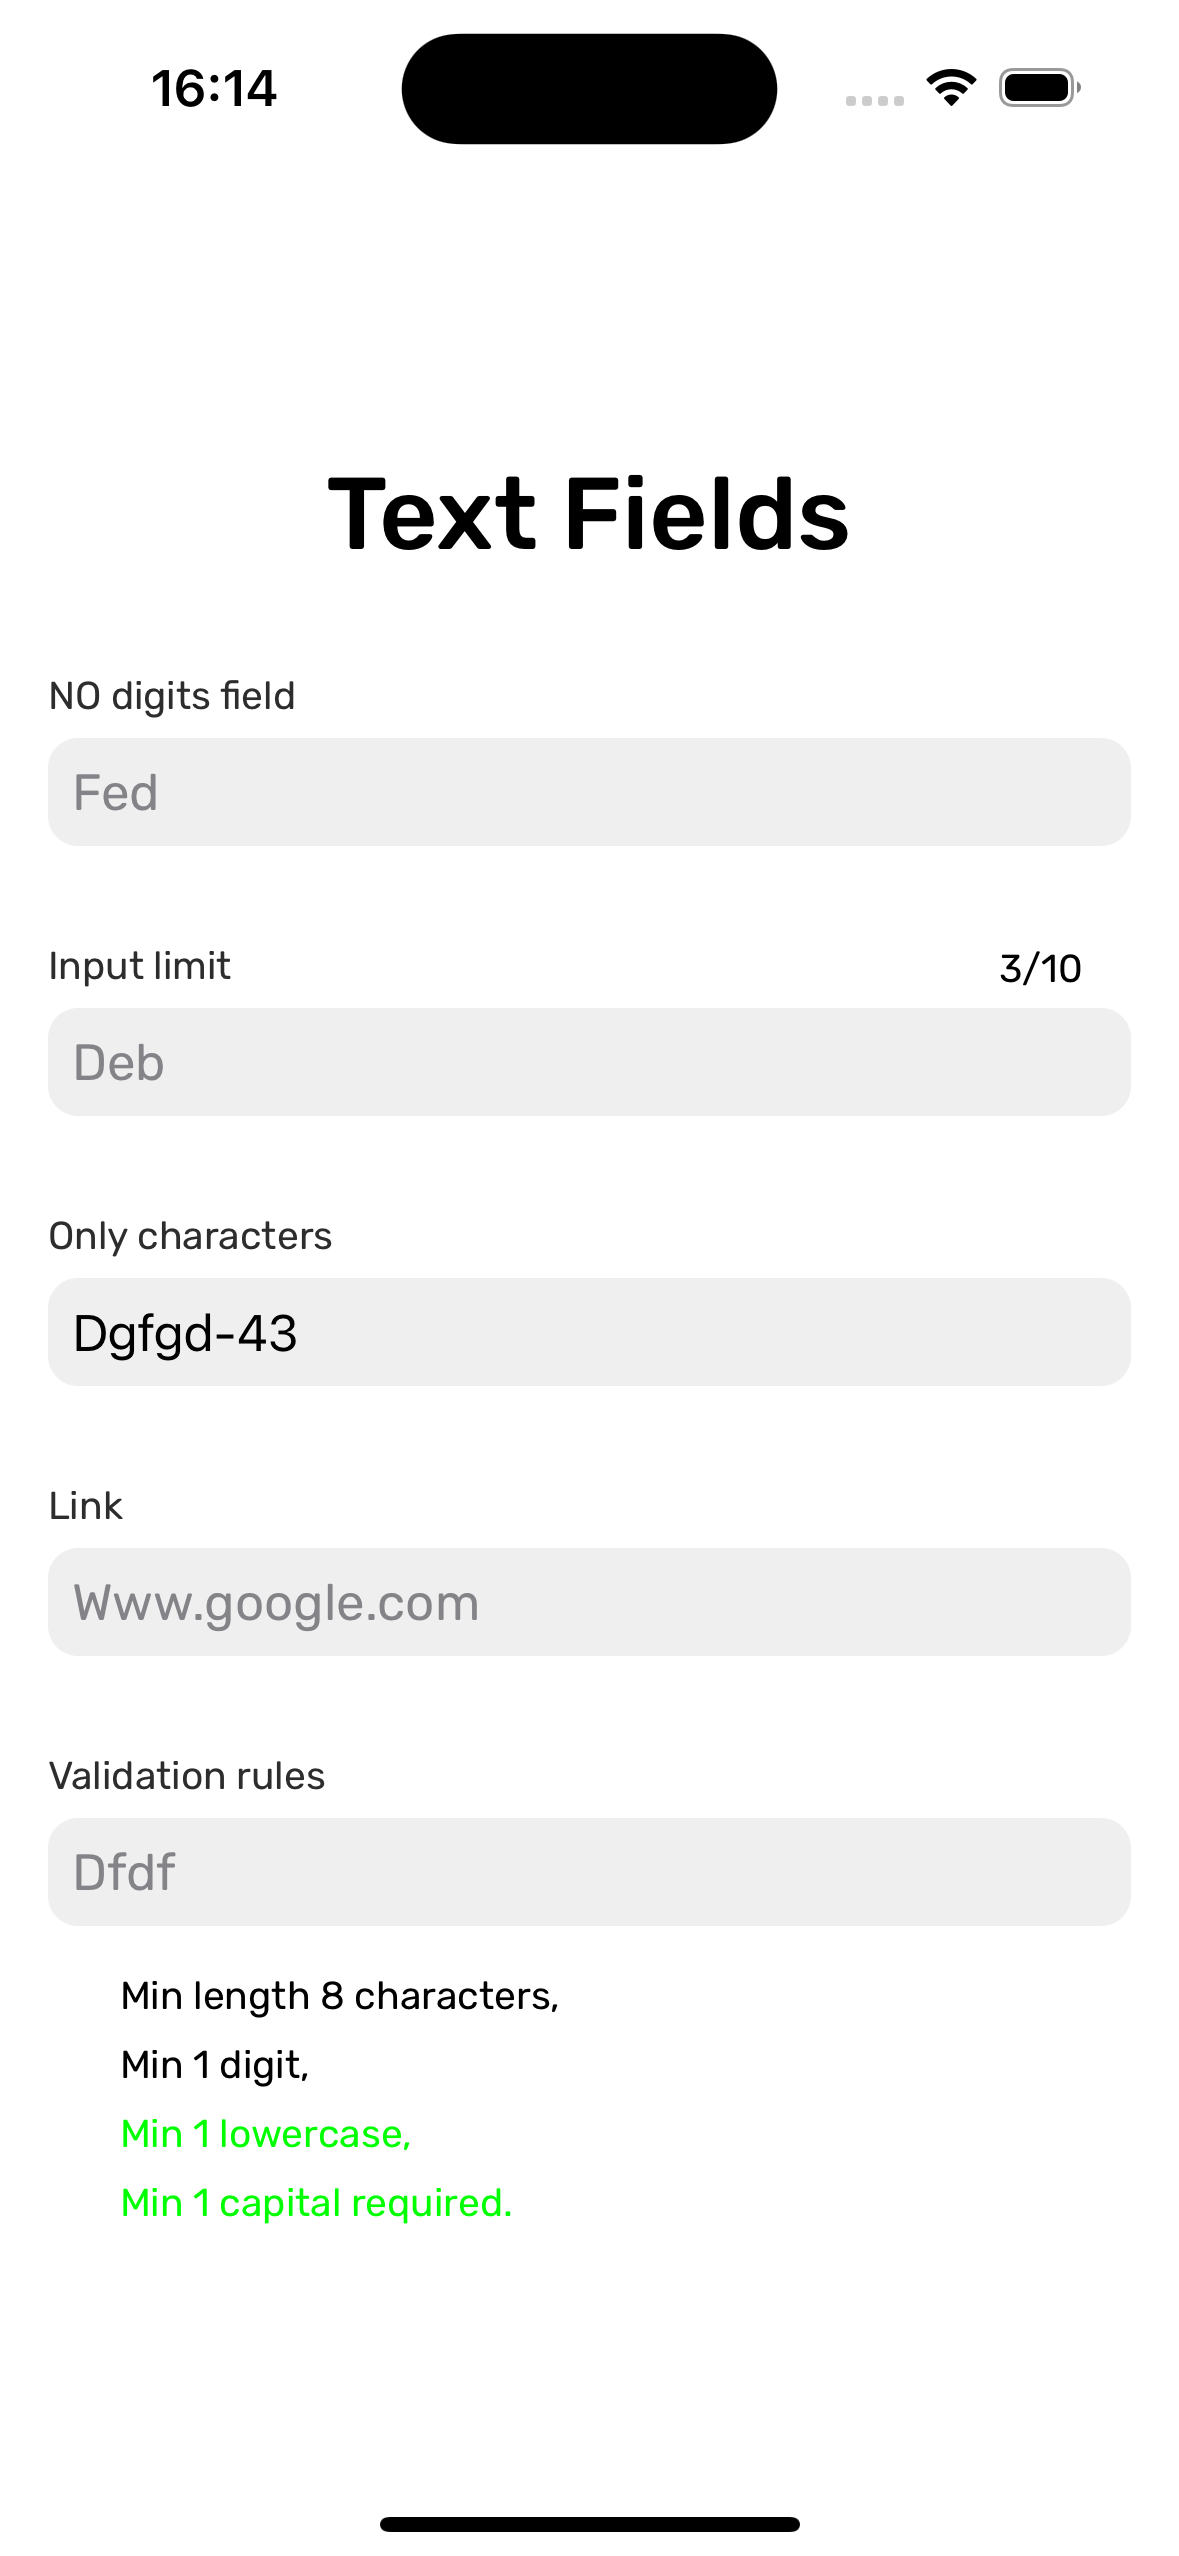 16:14
Text Fields
NO digits field
Fed
Input limit 3/10
Deb
Only characters
Dgfgd-43
Link
Www.google.com
Validation rules
Dfdf
Min length 8 characters,
Min 1 digit,
Min 1 lowercase,
Min 1 capital required.